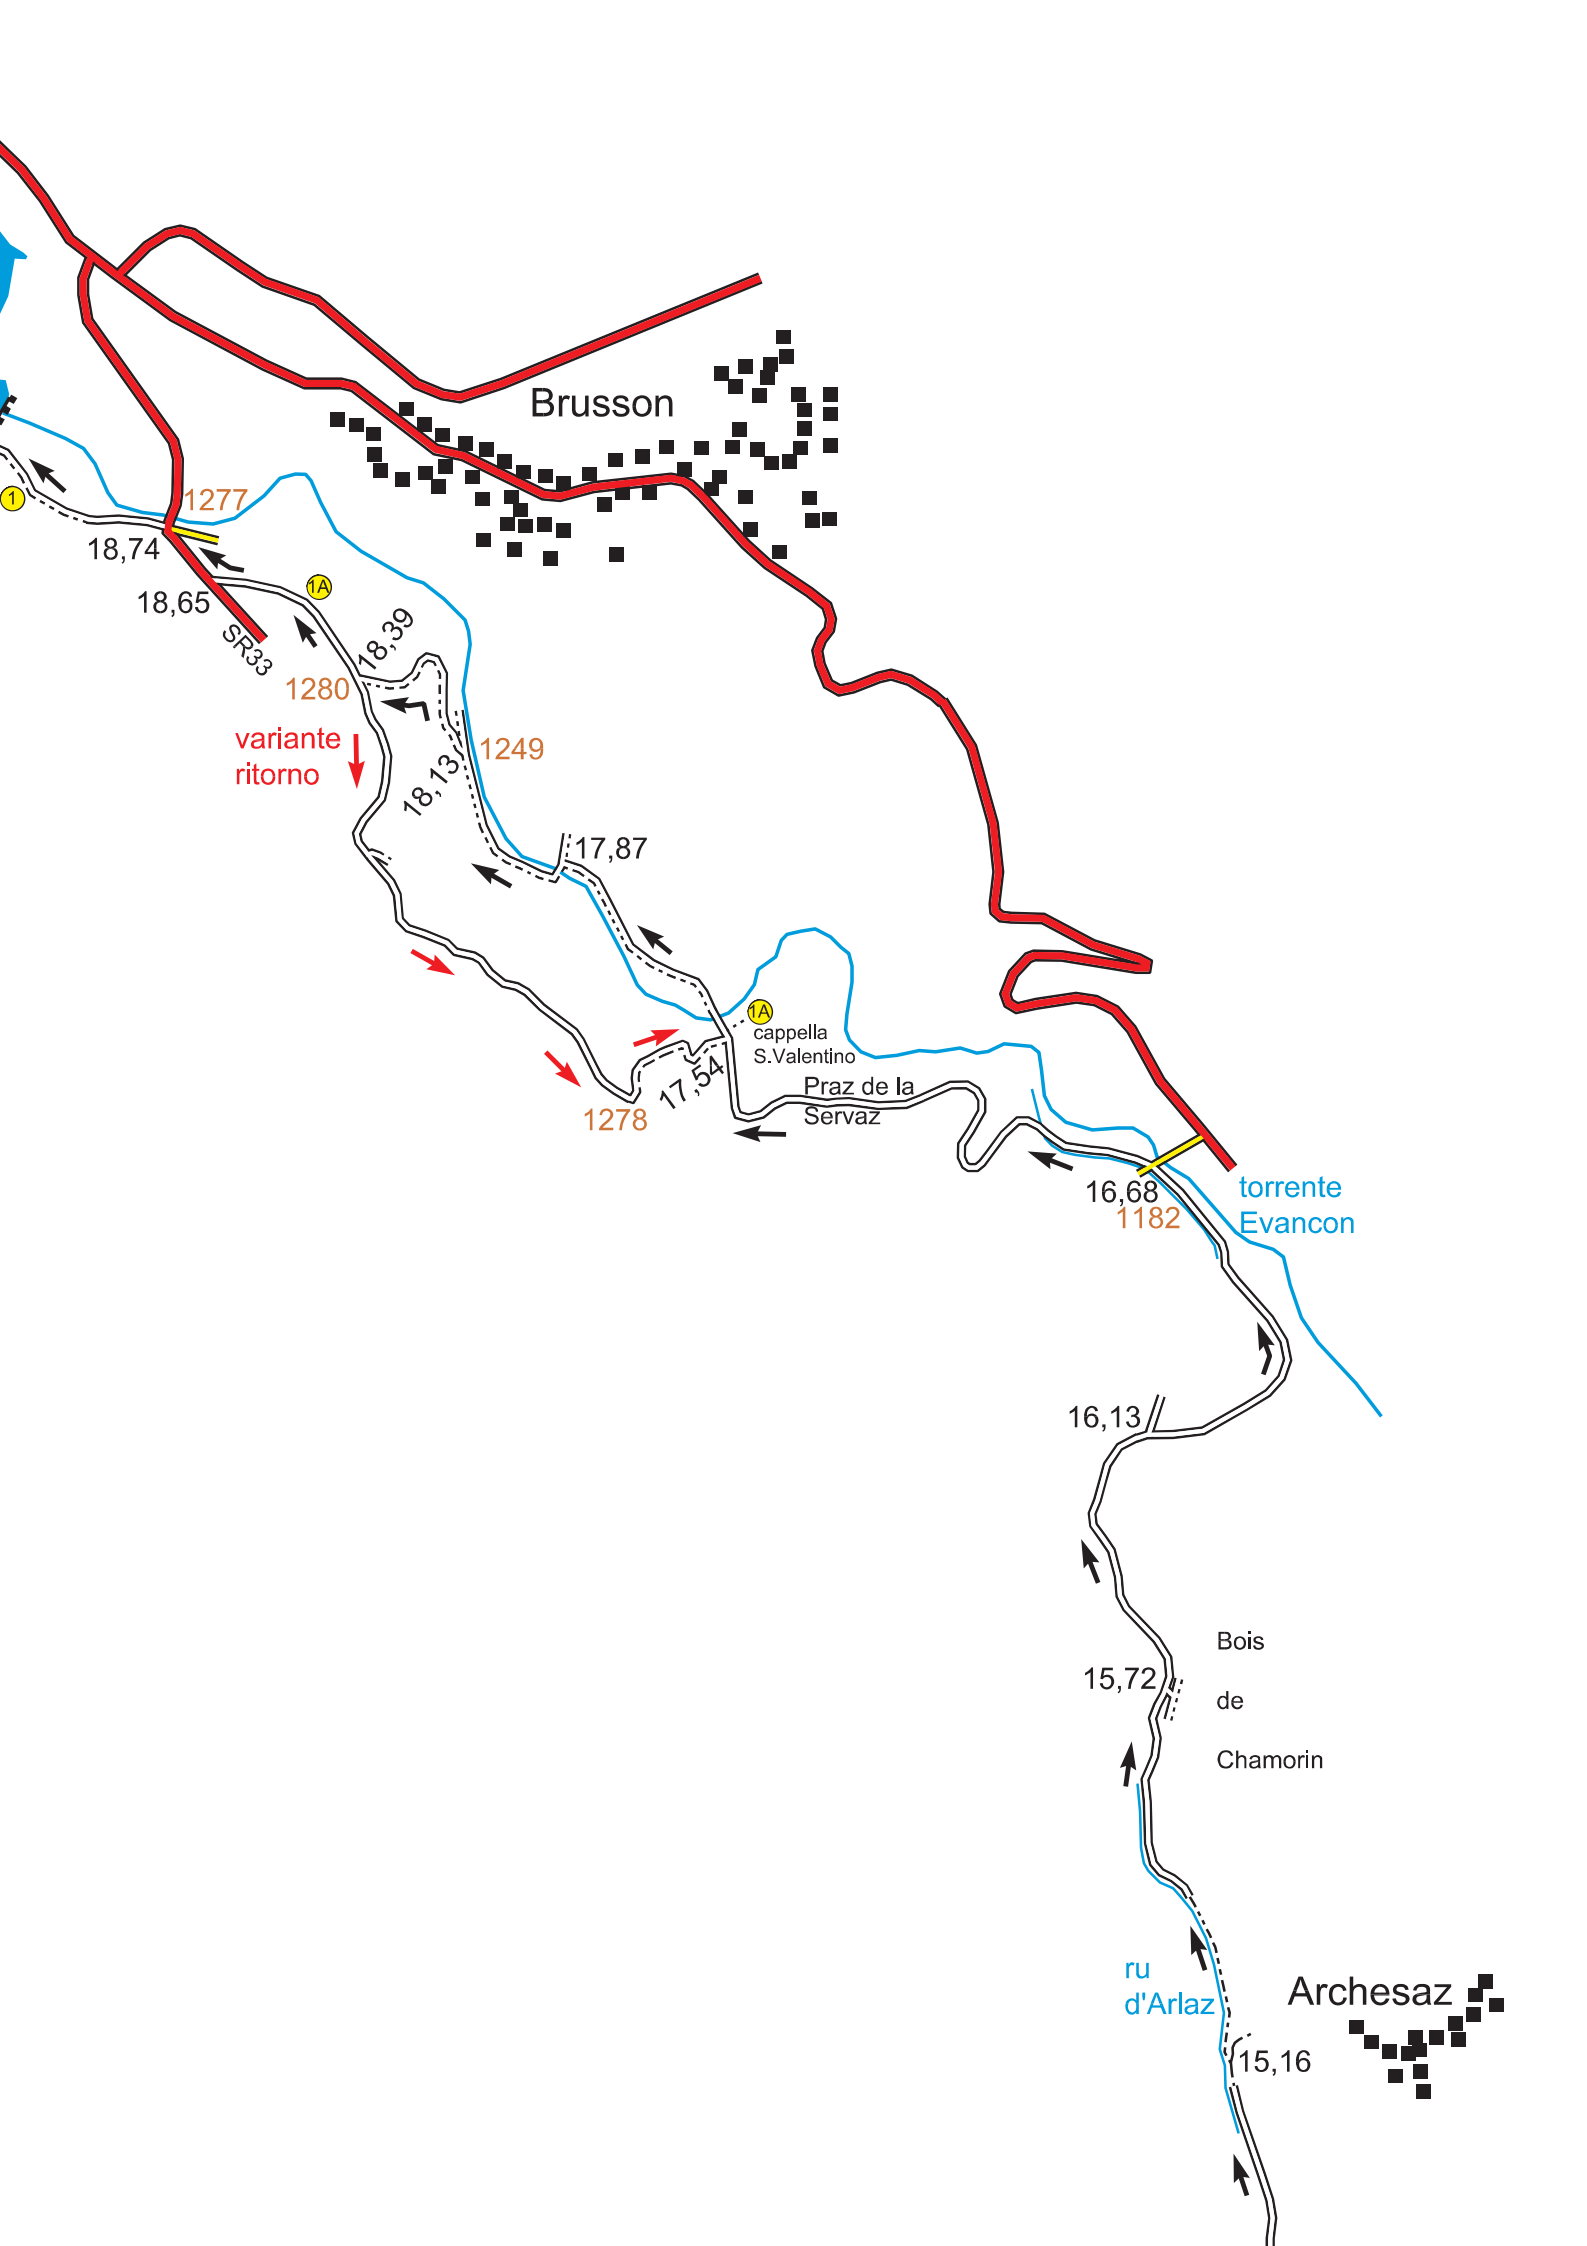 Brusson
1
1277
18,74
1A
18,65
18,39
SR33
1280
variante
ritorno
1249
18,13
17,87
1A
cappella
S.Valentino
17,54
Praz de la
Servaz
1278
16,68
1182
torrente
Evancon
16,13
Bois
15,72
de
Chamorin
ru
d'Arlaz
Archesaz
15,16